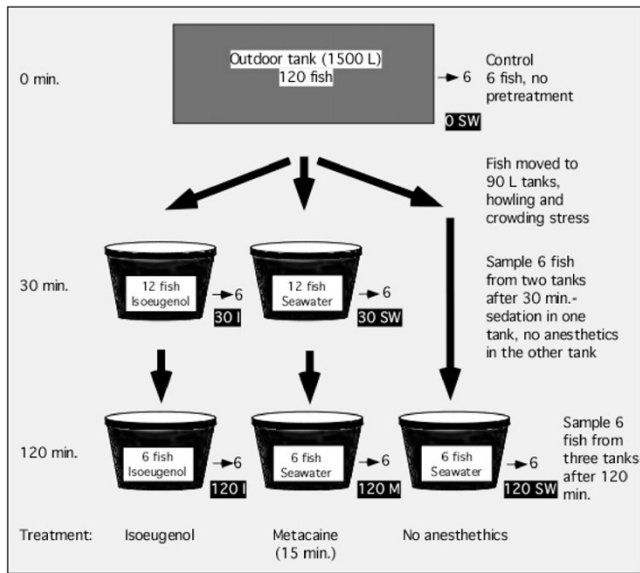 Outdoor tank (1500 L)
120 fish
0 min.
6
Control
6 fish, no
pretreatment
0 SW
Fish moved to
90 L tanks,
howling and
crowding stress
30 min.
12 fish
Isoeugenol
6
30 I
12 fish
Seawater
6
30 SW
Sample 6 fish
from two tanks
after 30 min.-
sedation in one
tank, no anesthetics
in the other tank
120 min.
6 fish
Isoeugenol
6
120 I
6 fish
Seawater
6
120 M
6 fish
Seawater
6
120 SW
Sample 6
fish from
three tanks
after 120
min.
Treatment:
Isoeugenol
Metacaine
(15 min.)
No anesthethics